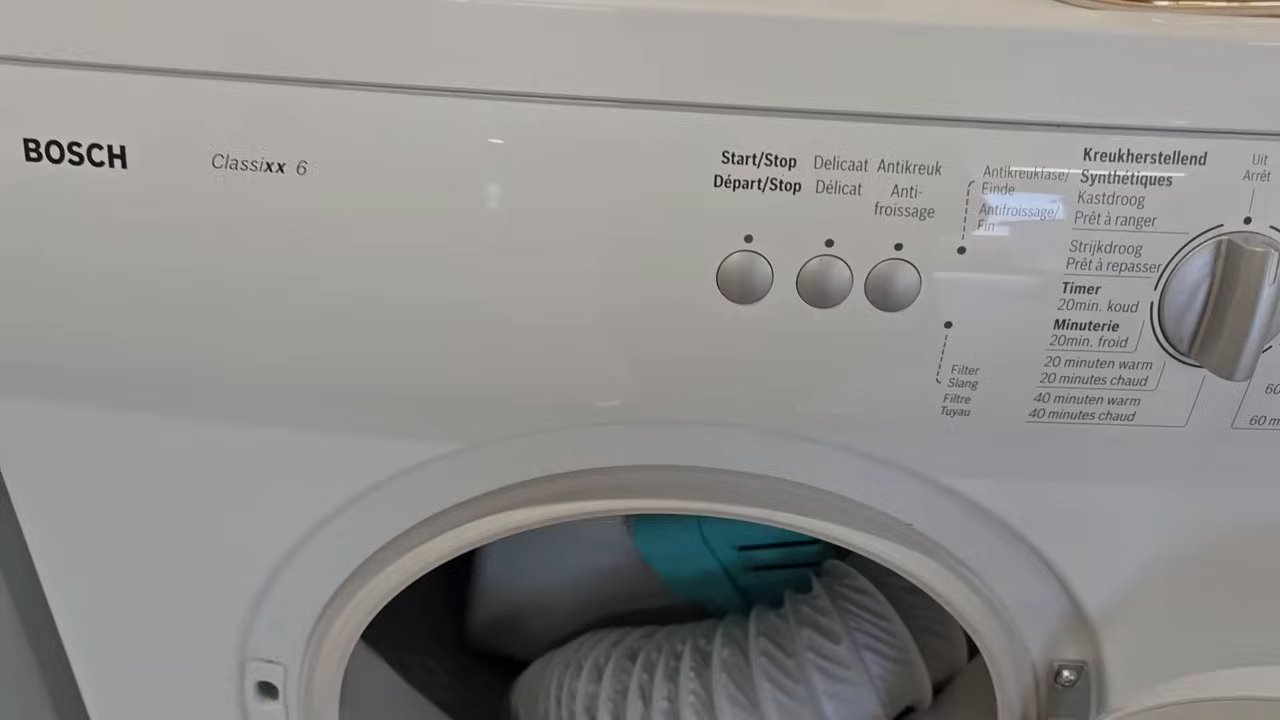 BOSCH
Classixx 6
Start/Stop
Départ/Stop
Delicaat
Délicat
Antikreuk
Anti-
froissage
Antikreukfase/
Einde
Antifroissage/
Fin
Filter
Slang
Filtre
Tuyau
Kreukherstellend
Synthétiques
Kastdroog
Prêt à ranger
Strijkdroog
Prêt à repasser
Timer
20min. koud
Minuterie
20min. froid
20 minuten warm
20 minutes chaud
40 minuten warm
40 minutes chaud
Uit
Arrêt
60
60 m